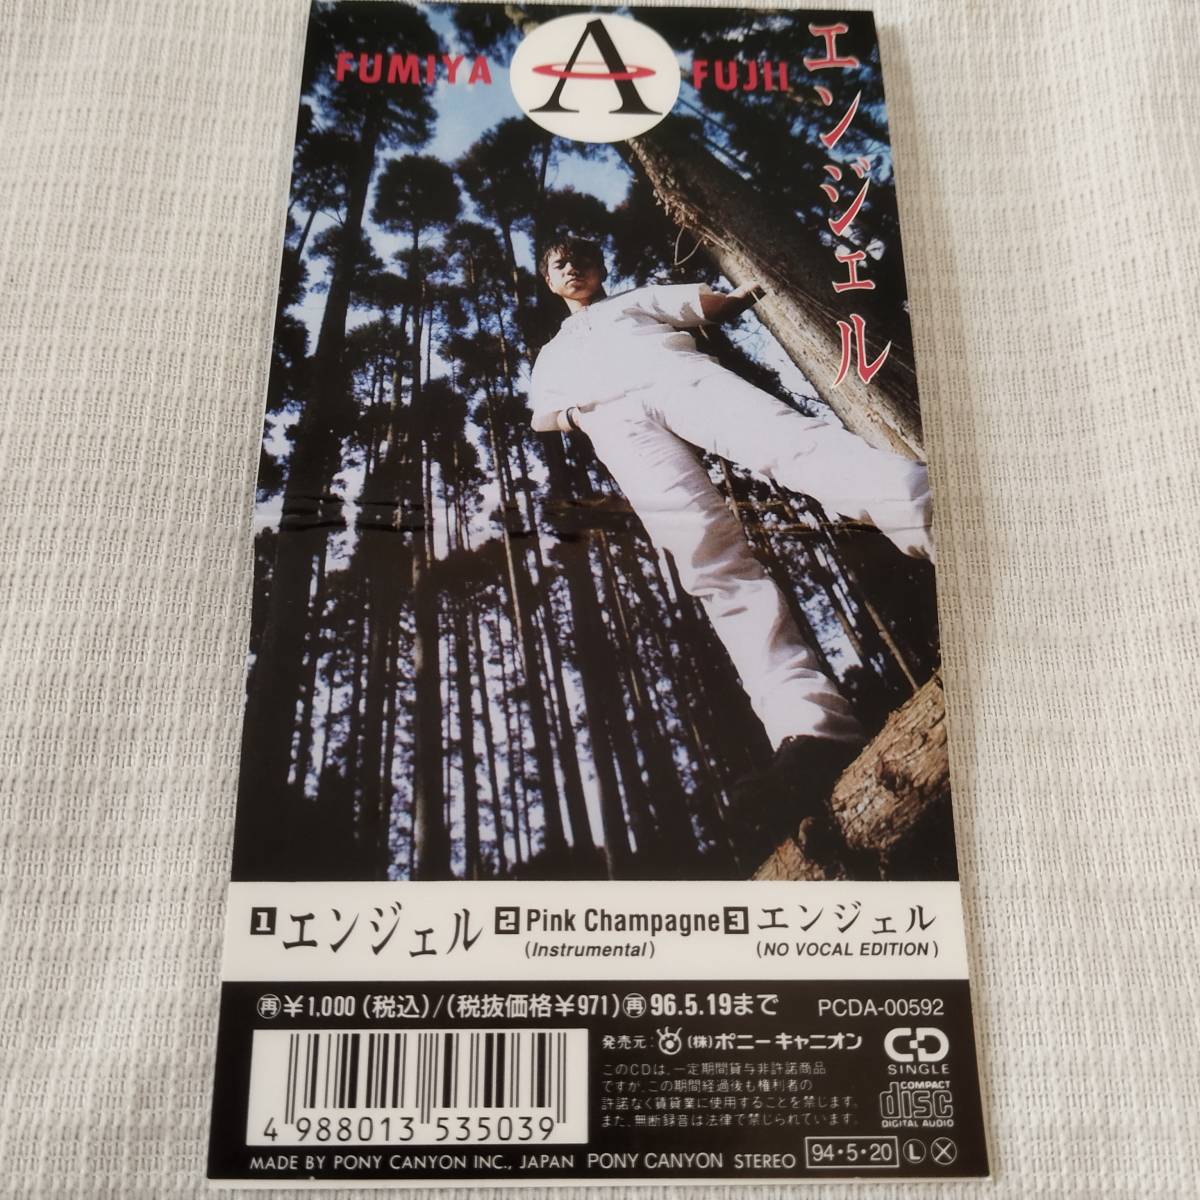 FUMIYA A FUJII
エンジェル
1 エンジェル 2 Pink Champagne 3 エンジェル
(Instrumental) (NO VOCAL EDITION)
再¥1,000(税込)/(税抜価格¥971)再96.5.19まで PCDA-00592
発売元: (株)ポニーキャニオン
このCDは、一定期間貸与非許諾商品
ですが、この期間経過後も権利者の
許諾なく賃貸業に使用することを禁じます。
また、無断録音は法律で禁じられています。
CD
SINGLE
COMPACT
disc
DIGITAL AUDIO
4 988013 535039
MADE BY PONY CANYON INC., JAPAN PONY CANYON STEREO 94・5・20 L X